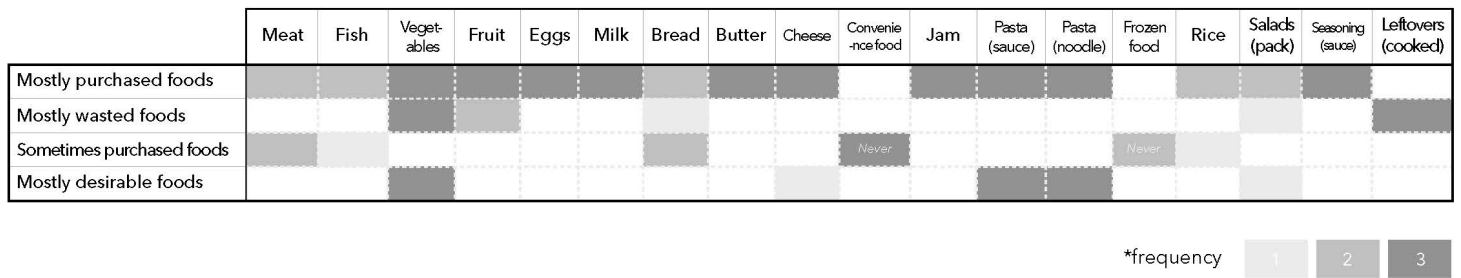 Meat Fish Veget- Fruit Eggs Milk Bread Butter Cheese Convenie Jam Pasta Pasta Frozen Rice Salads Seasoning Leftovers
ables -nce food (sauce) (noodle) food (pack) (sauce) (cooked)
Mostly purchased foods
Mostly wasted foods
Sometimes purchased foods Never Never
Mostly desirable foods
*frequency 1 2 3